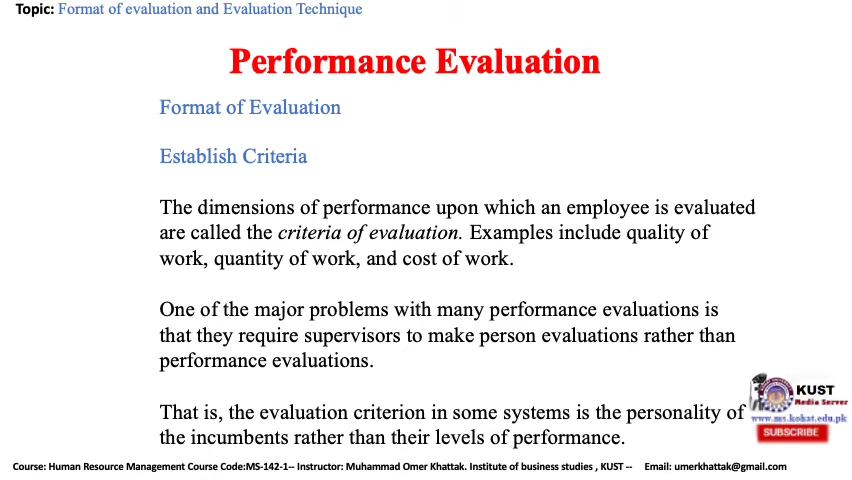 Topic: Format of evaluation and Evaluation Technique
Performance Evaluation
Format of Evaluation
Establish Criteria
The dimensions of performance upon which an employee is evaluated
are called the criteria of evaluation. Examples include quality of
work, quantity of work, and cost of work.
One of the major problems with many performance evaluations is
that they require supervisors to make person evaluations rather than
performance evaluations.
That is, the evaluation criterion in some systems is the personality of
the incumbents rather than their levels of performance.
KUST
Media Server
www.ms.kohat.edu.pk
SUBSCRIBE
Course: Human Resource Management Course Code:MS-142-1-- Instructor: Muhammad Omer Khattak. Institute of business studies , KUST -- Email: umerkhattak@gmail.com